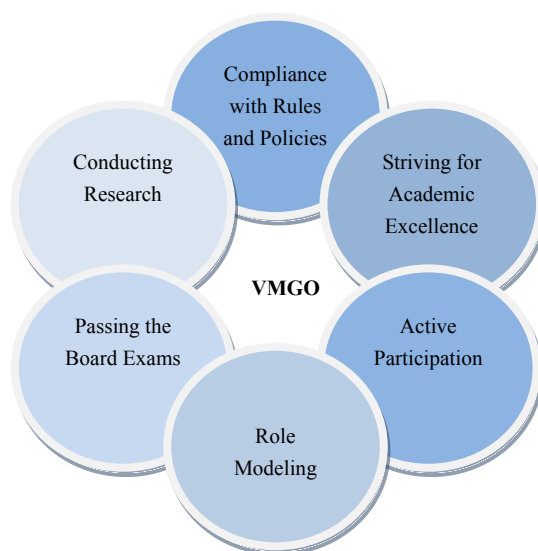 Compliance
with Rules
and Policies
Striving for
Academic
Excellence
Active
Participation
Role
Modeling
Passing the
Board Exams
Conducting
Research
VMGO